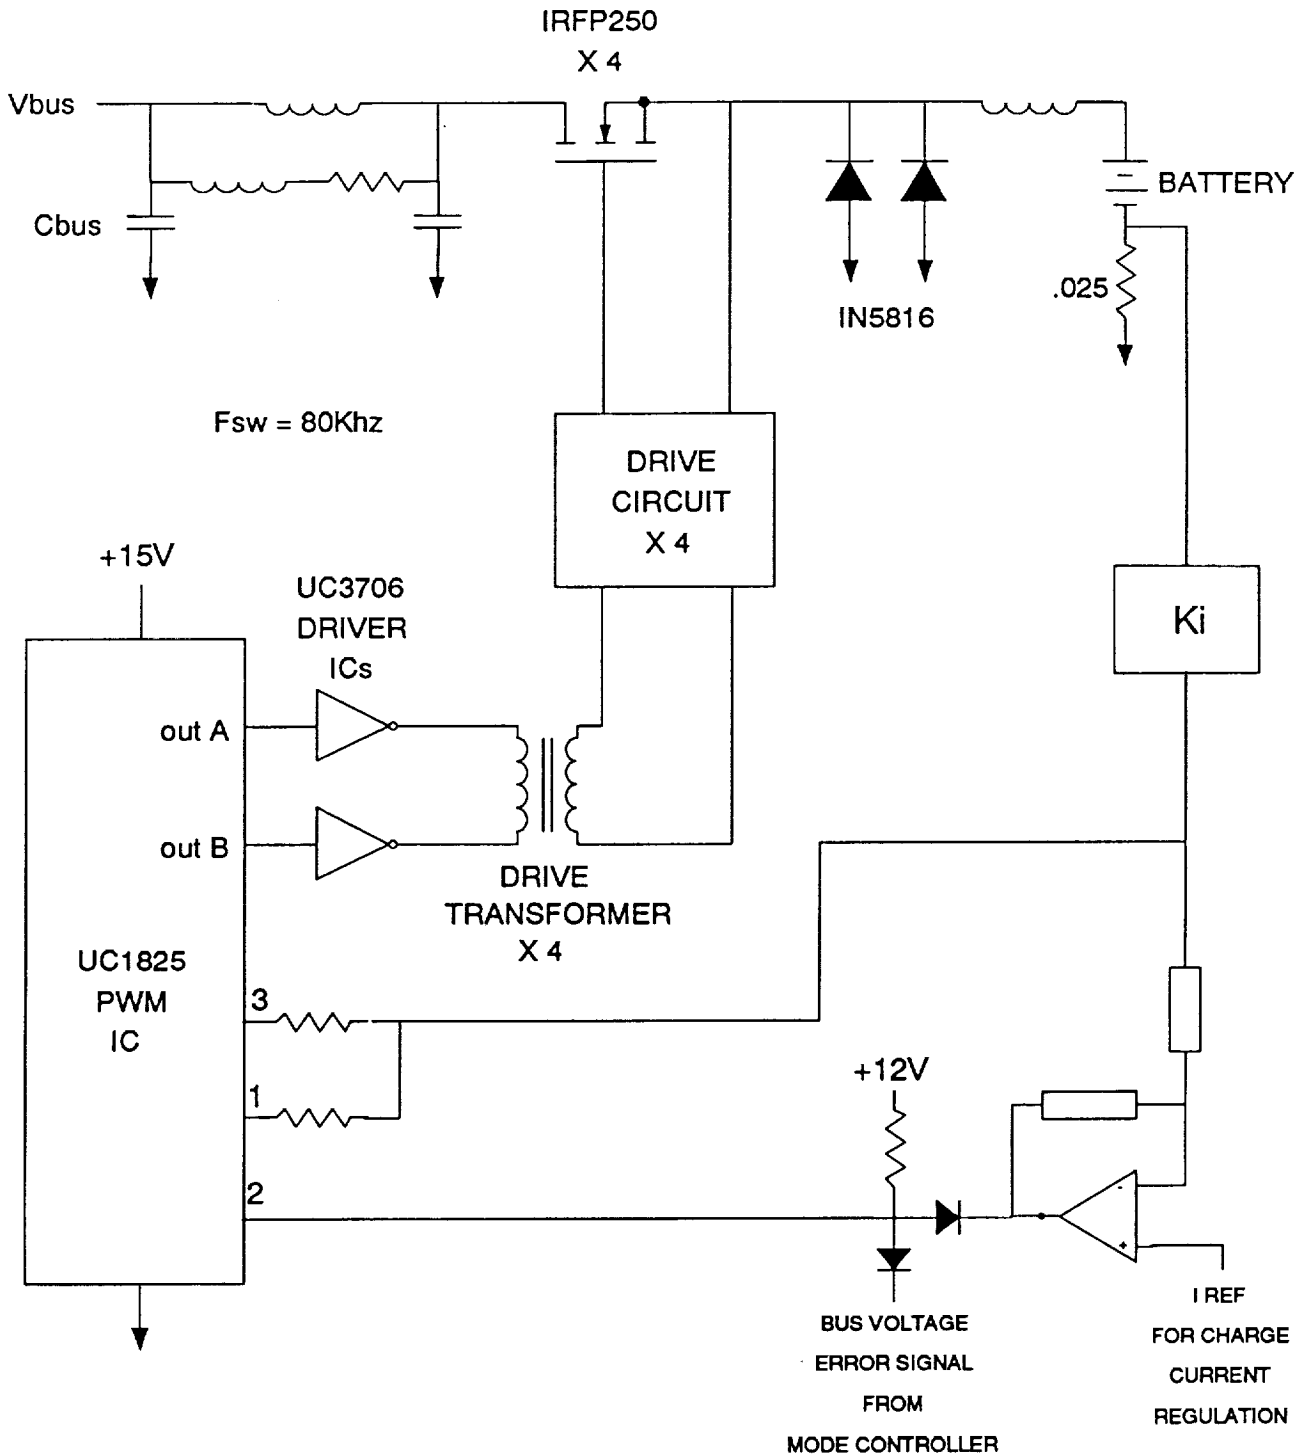 IRFP250
X 4
Vbus
Cbus
BATTERY
.025
IN5816
Fsw = 80Khz
DRIVE
CIRCUIT
X 4
+15V
UC3706
DRIVER
ICs
Ki
out A
out B
DRIVE
TRANSFORMER
X 4
UC1825
PWM
IC
3
1
2
+12V
-
+
I REF
FOR CHARGE
CURRENT
REGULATION
BUS VOLTAGE
ERROR SIGNAL
FROM
MODE CONTROLLER